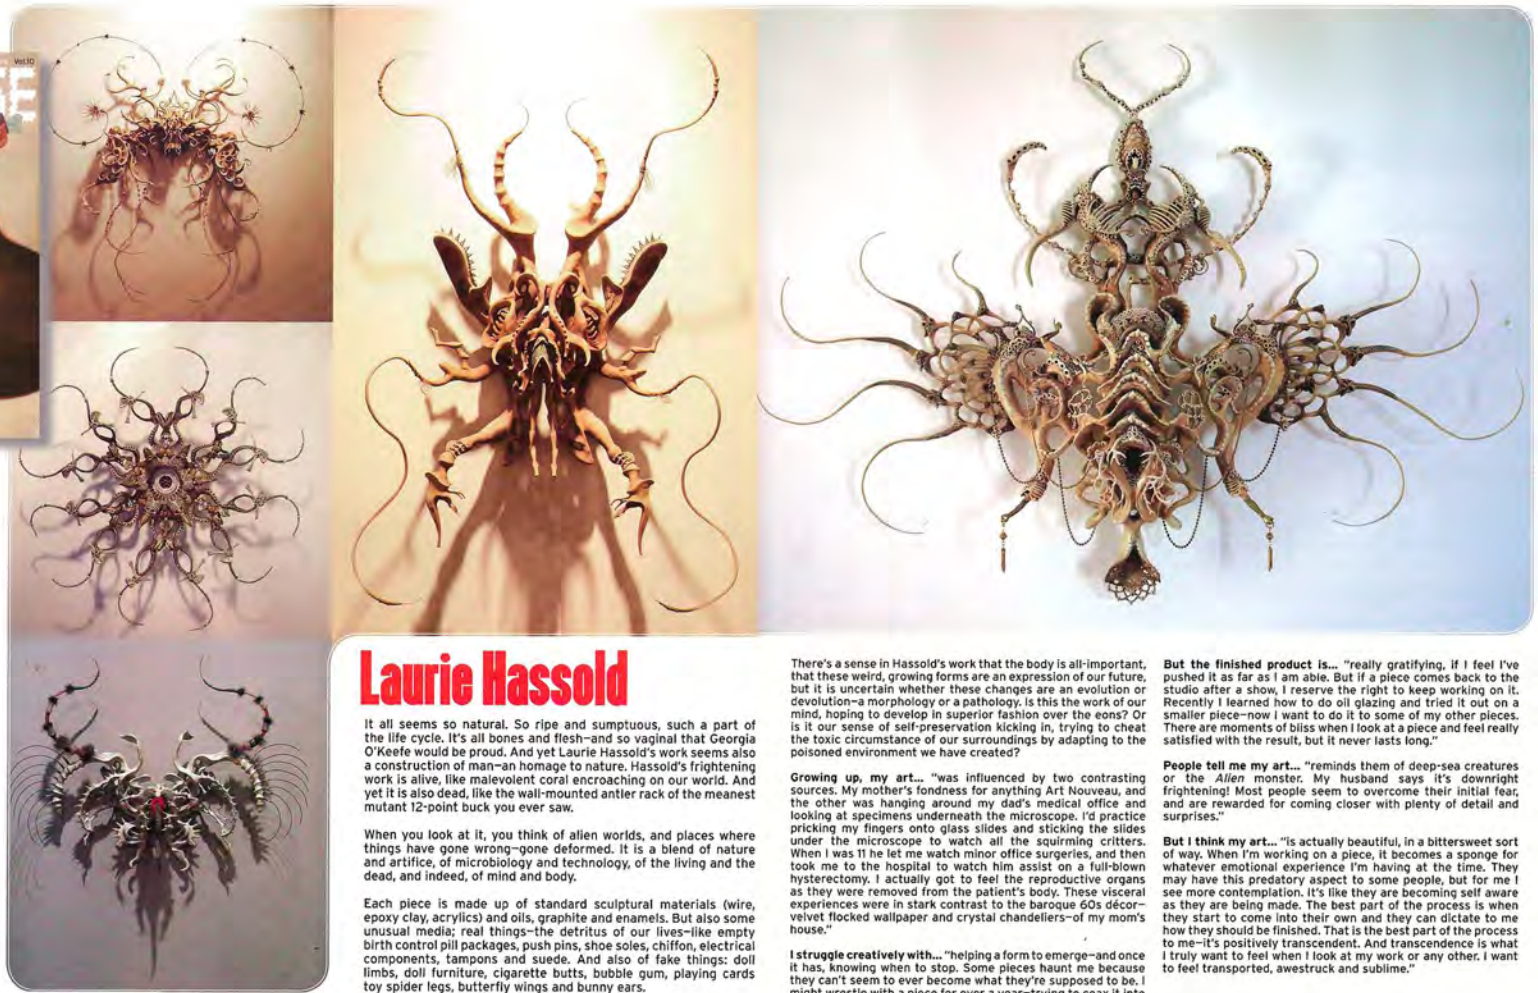 Vol.10
Laurie Hassold
It all seems so natural. So ripe and sumptuous, such a part of
the life cycle. It's all bones and flesh–and so vaginal that Georgia
O'Keefe would be proud. And yet Laurie Hassold's work seems also
a construction of man–an homage to nature. Hassold's frightening
work is alive, like malevolent coral encroaching on our world. And
yet it is also dead, like the wall-mounted antler rack of the meanest
mutant 12-point buck you ever saw.
When you look at it, you think of alien worlds, and places where
things have gone wrong–gone deformed. It is a blend of nature
and artifice, of microbiology and technology, of the living and the
dead, and indeed, of mind and body.
Each piece is made up of standard sculptural materials (wire,
epoxy clay, acrylics) and oils, graphite and enamels. But also some
unusual media; real things–the detritus of our lives–like empty
birth control pill packages, push pins, shoe soles, chiffon, electrical
components, tampons and suede. And also of fake things: doll
limbs, doll furniture, cigarette butts, bubble gum, playing cards
toy spider legs, butterfly wings and bunny ears.
There's a sense in Hassold's work that the body is all-important,
that these weird, growing forms are an expression of our future,
but it is uncertain whether these changes are an evolution or
devolution–a morphology or a pathology. Is this the work of our
mind, hoping to develop in superior fashion over the eons? Or
is it our sense of self-preservation kicking in, trying to cheat
the toxic circumstance of our surroundings by adapting to the
poisoned environment we have created?
Growing up, my art... "was influenced by two contrasting
sources. My mother's fondness for anything Art Nouveau, and
the other was hanging around my dad's medical office and
looking at specimens underneath the microscope. I'd practice
pricking my fingers onto glass slides and sticking the slides
under the microscope to watch all the squirming critters.
When I was 11 he let me watch minor office surgeries, and then
took me to the hospital to watch him assist on a full-blown
hysterectomy. I actually got to feel the reproductive organs
as they were removed from the patient's body. These visceral
experiences were in stark contrast to the baroque 60s décor–
velvet flocked wallpaper and crystal chandeliers–of my mom's
house."
I struggle creatively with... "helping a form to emerge–and once
it has, knowing when to stop. Some pieces haunt me because
they can't seem to ever become what they're supposed to be. I
might wrestle with a piece for over a year–trying to coax it into
But the finished product is... "really gratifying, if I feel I've
pushed it as far as I am able. But if a piece comes back to the
studio after a show, I reserve the right to keep working on it.
Recently I learned how to do oil glazing and tried it out on a
smaller piece–now I want to do it to some of my other pieces.
There are moments of bliss when I look at a piece and feel really
satisfied with the result, but it never lasts long."
People tell me my art... "reminds them of deep-sea creatures
or the Alien monster. My husband says it's downright
frightening! Most people seem to overcome their initial fear,
and are rewarded for coming closer with plenty of detail and
surprises."
But I think my art... "is actually beautiful, in a bittersweet sort
of way. When I'm working on a piece, it becomes a sponge for
whatever emotional experience I'm having at the time. They
may have this predatory aspect to some people, but for me I
see more contemplation. It's like they are becoming self aware
as they are being made. The best part of the process is when
they start to come into their own and they can dictate to me
how they should be finished. That is the best part of the process
to me–it's positively transcendent. And transcendence is what
I truly want to feel when I look at my work or any other. I want
to feel transported, awestruck and sublime."